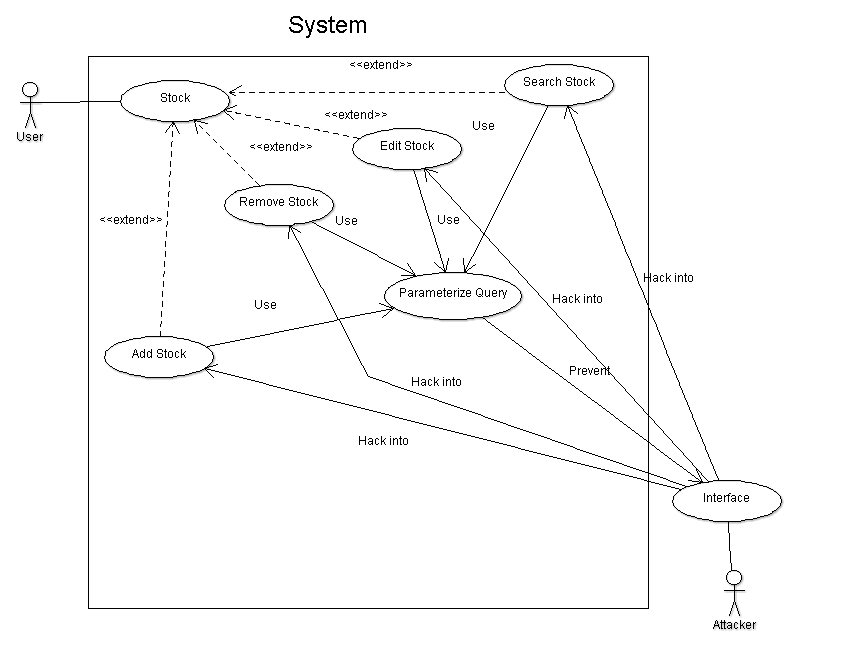 System
<<extend>>
Search Stock
Stock
<<extend>>
Use
User
Edit Stock
<<extend>>
Remove Stock
<<extend>>
Use
Use
Hack into
Parameterize Query
Hack into
Use
Add Stock
Prevent
Hack into
Hack into
Interface
Attacker